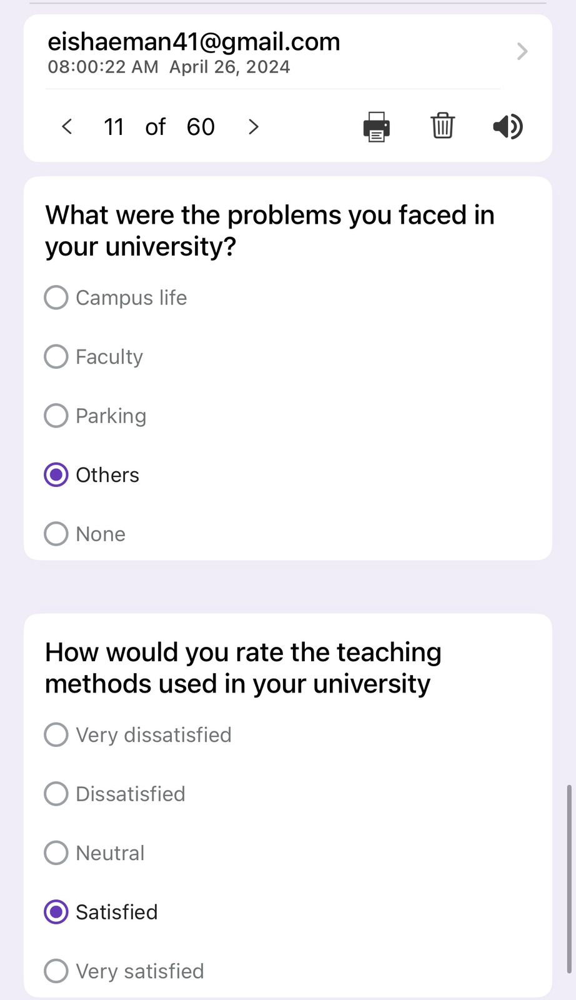 eishaeman41@gmail.com
08:00:22 AM April 26, 2024
11 of 60
What were the problems you faced in
your university?
Campus life
Faculty
Parking
Others
None
How would you rate the teaching
methods used in your university
Very dissatisfied
Dissatisfied
Neutral
Satisfied
Very satisfied